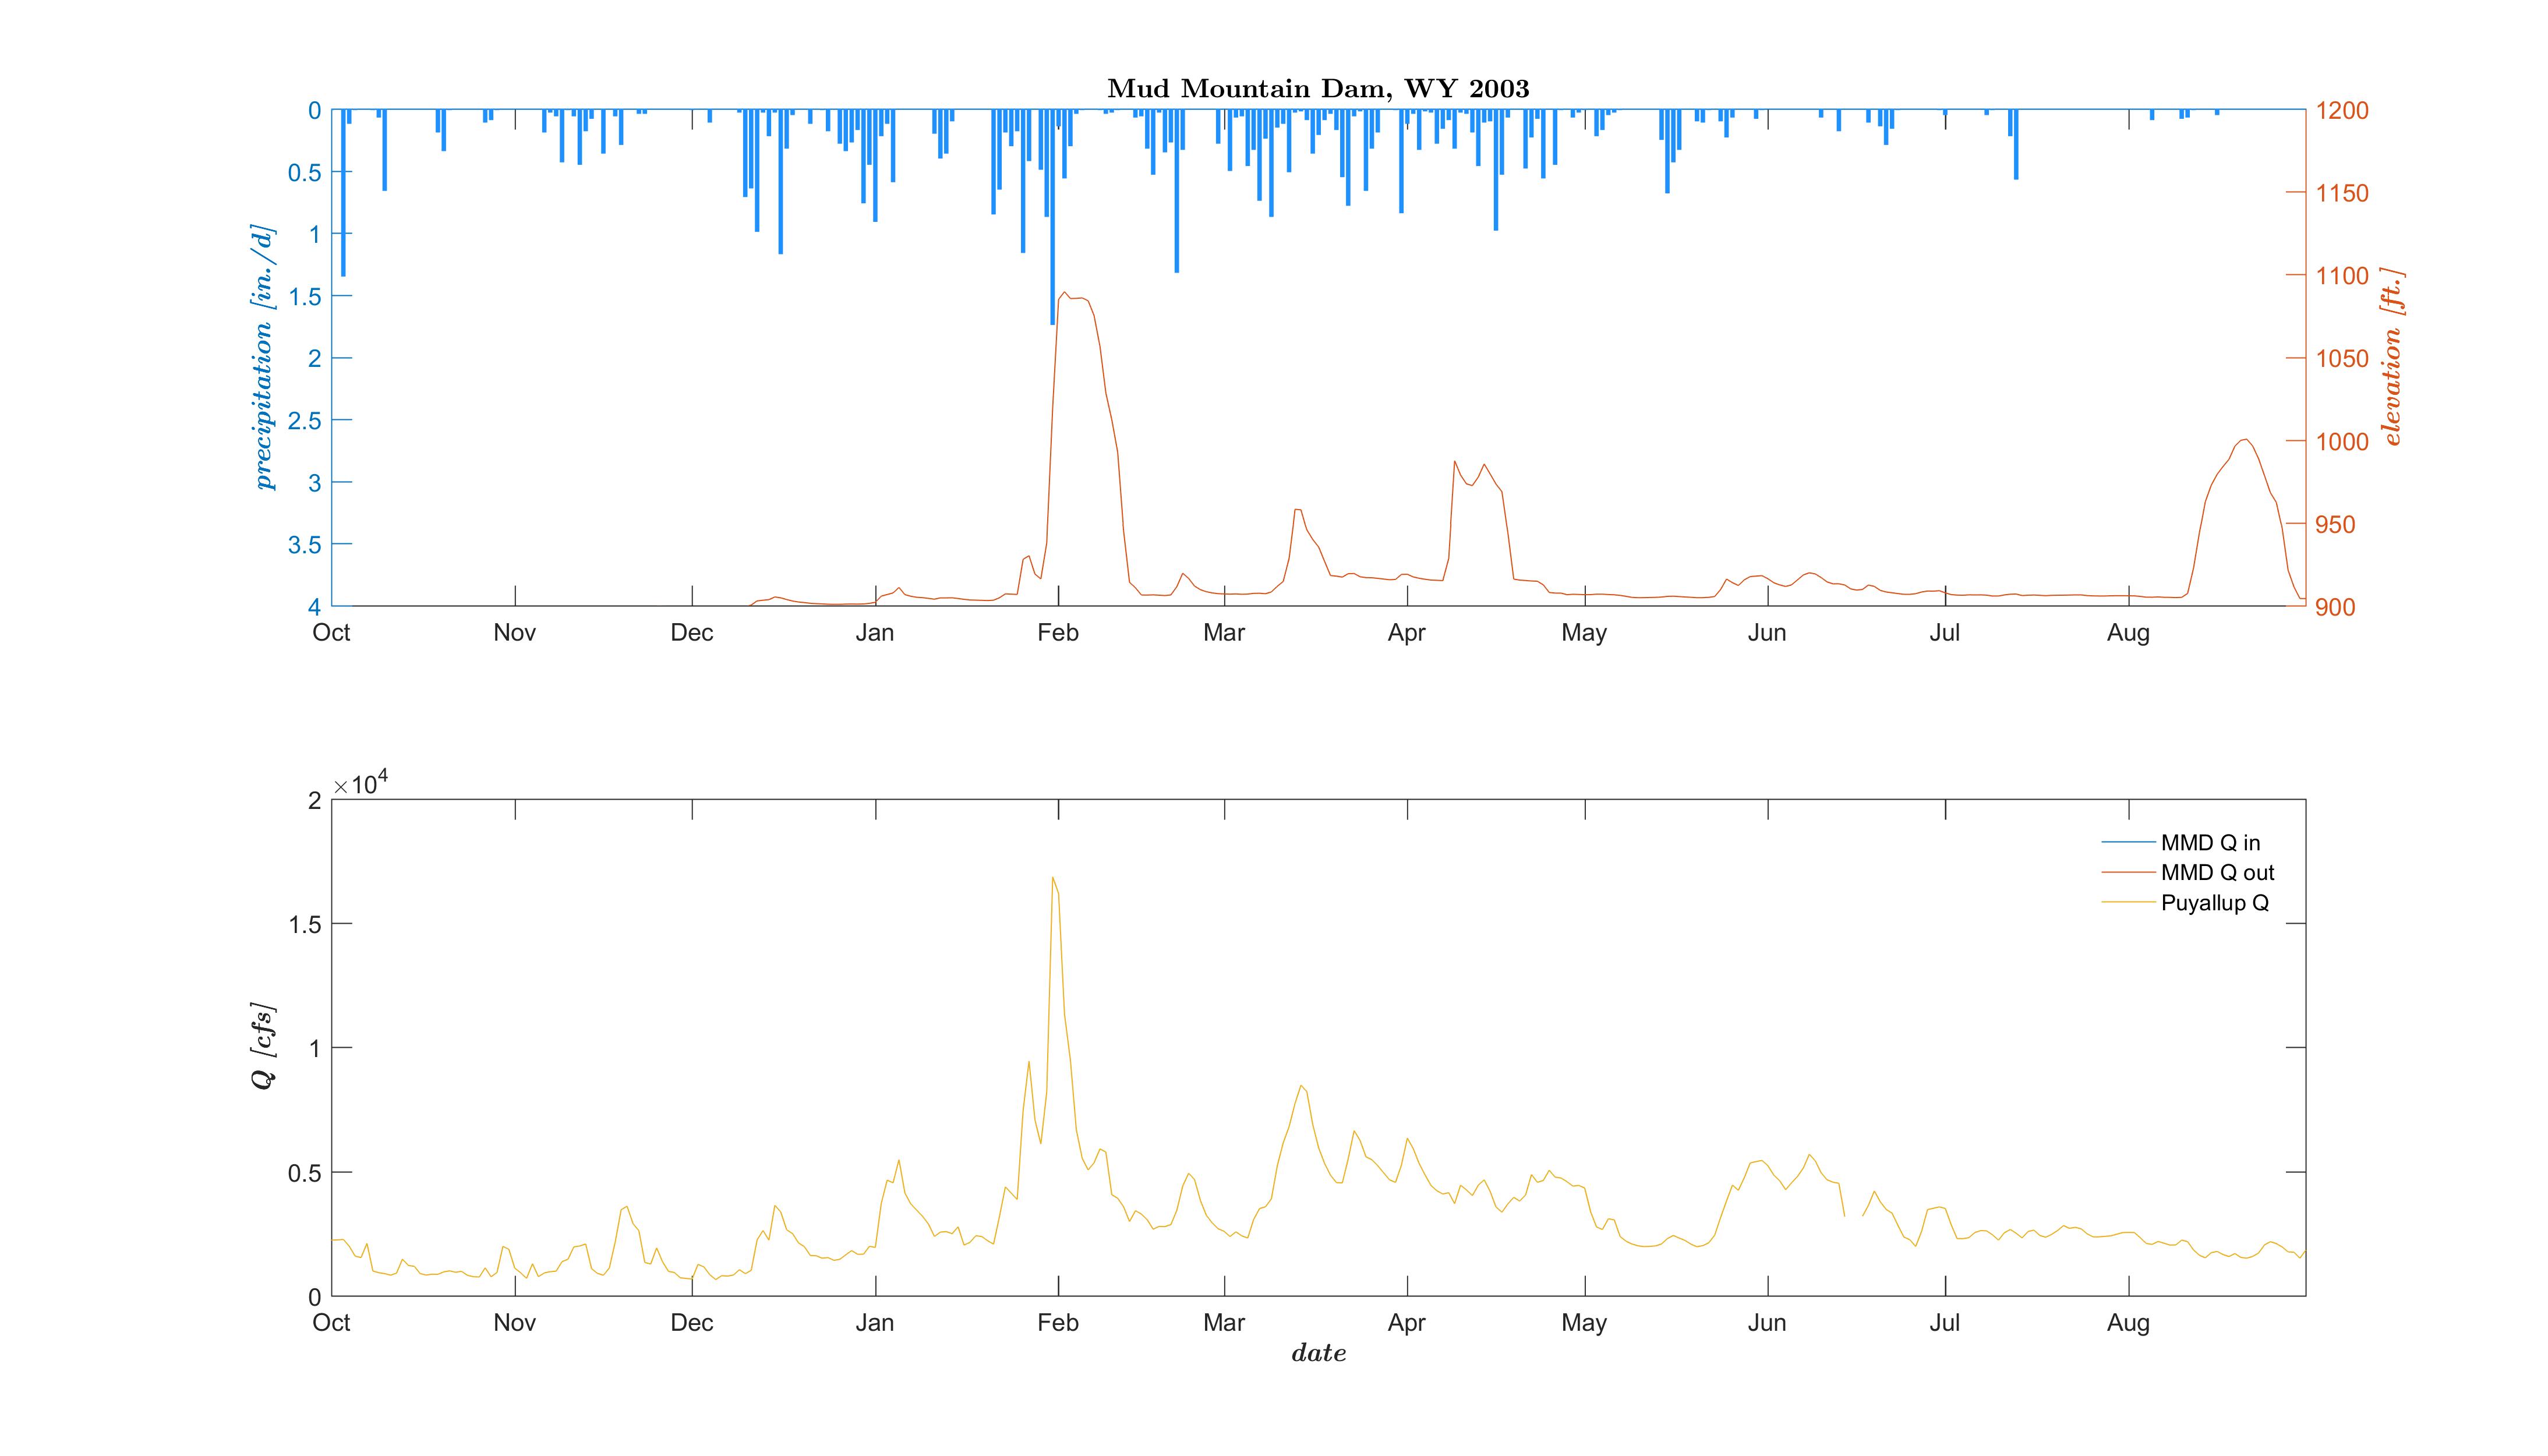 Mud Mountain Dam, WY 2003
0
0.5
1
1.5
2
2.5
3
3.5
4
precipitation [in./d]
1200
1150
1100
1050
1000
950
900
elevation [ft.]
Oct Nov Dec Jan Feb Mar Apr May Jun Jul Aug
×10⁴
2
1.5
1
0.5
0
Q [cfs]
MMD Q in
MMD Q out
Puyallup Q
Oct Nov Dec Jan Feb Mar Apr May Jun Jul Aug
date